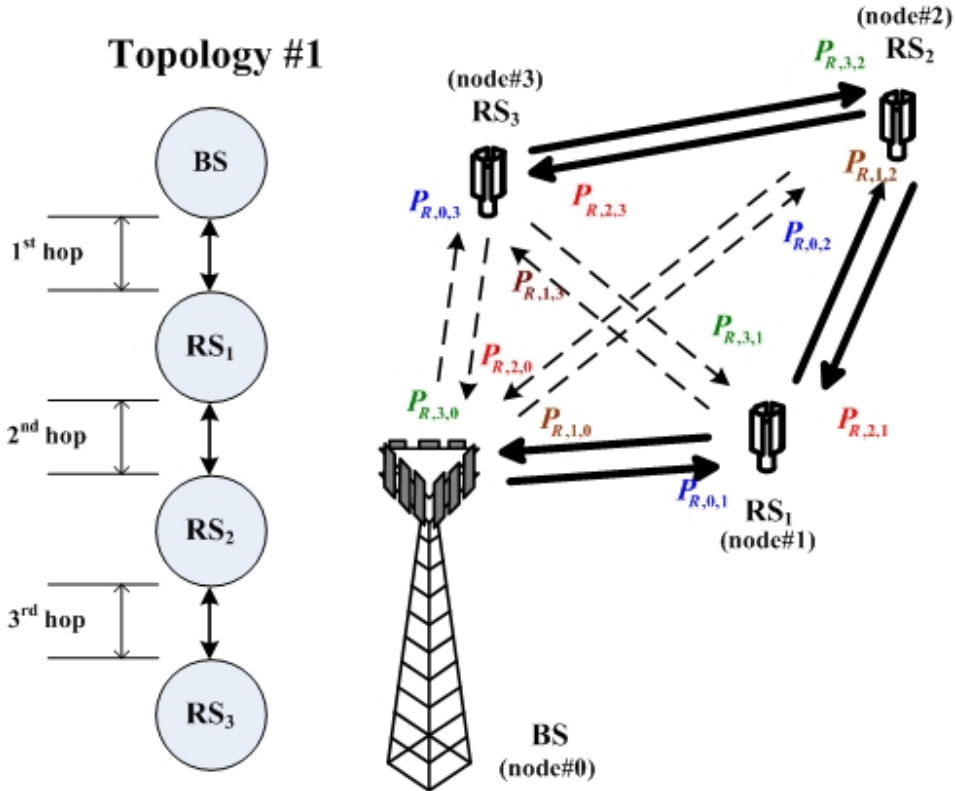 Topology #1
BS
1st hop
RS1
2nd hop
RS2
3rd hop
RS3
(node#2)
RS2
PR,3,2
(node#3)
RS3
PR,1,2
PR,0,3
PR,2,3
PR,0,2
PR,1,3
PR,3,1
PR,2,0
PR,3,0
PR,1,0
PR,2,1
PR,0,1
RS1
(node#1)
BS
(node#0)